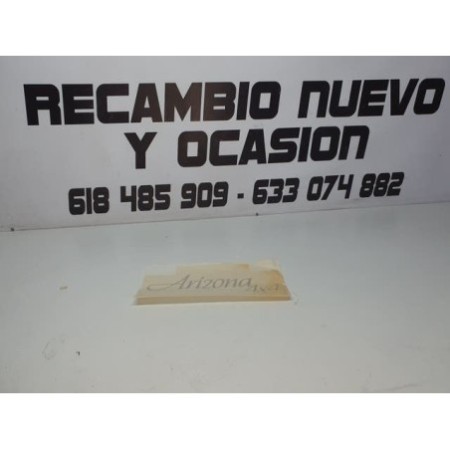 RECAMBIO NUEVO
Y OCASION
618 485 909 - 633 074 882
Arizona